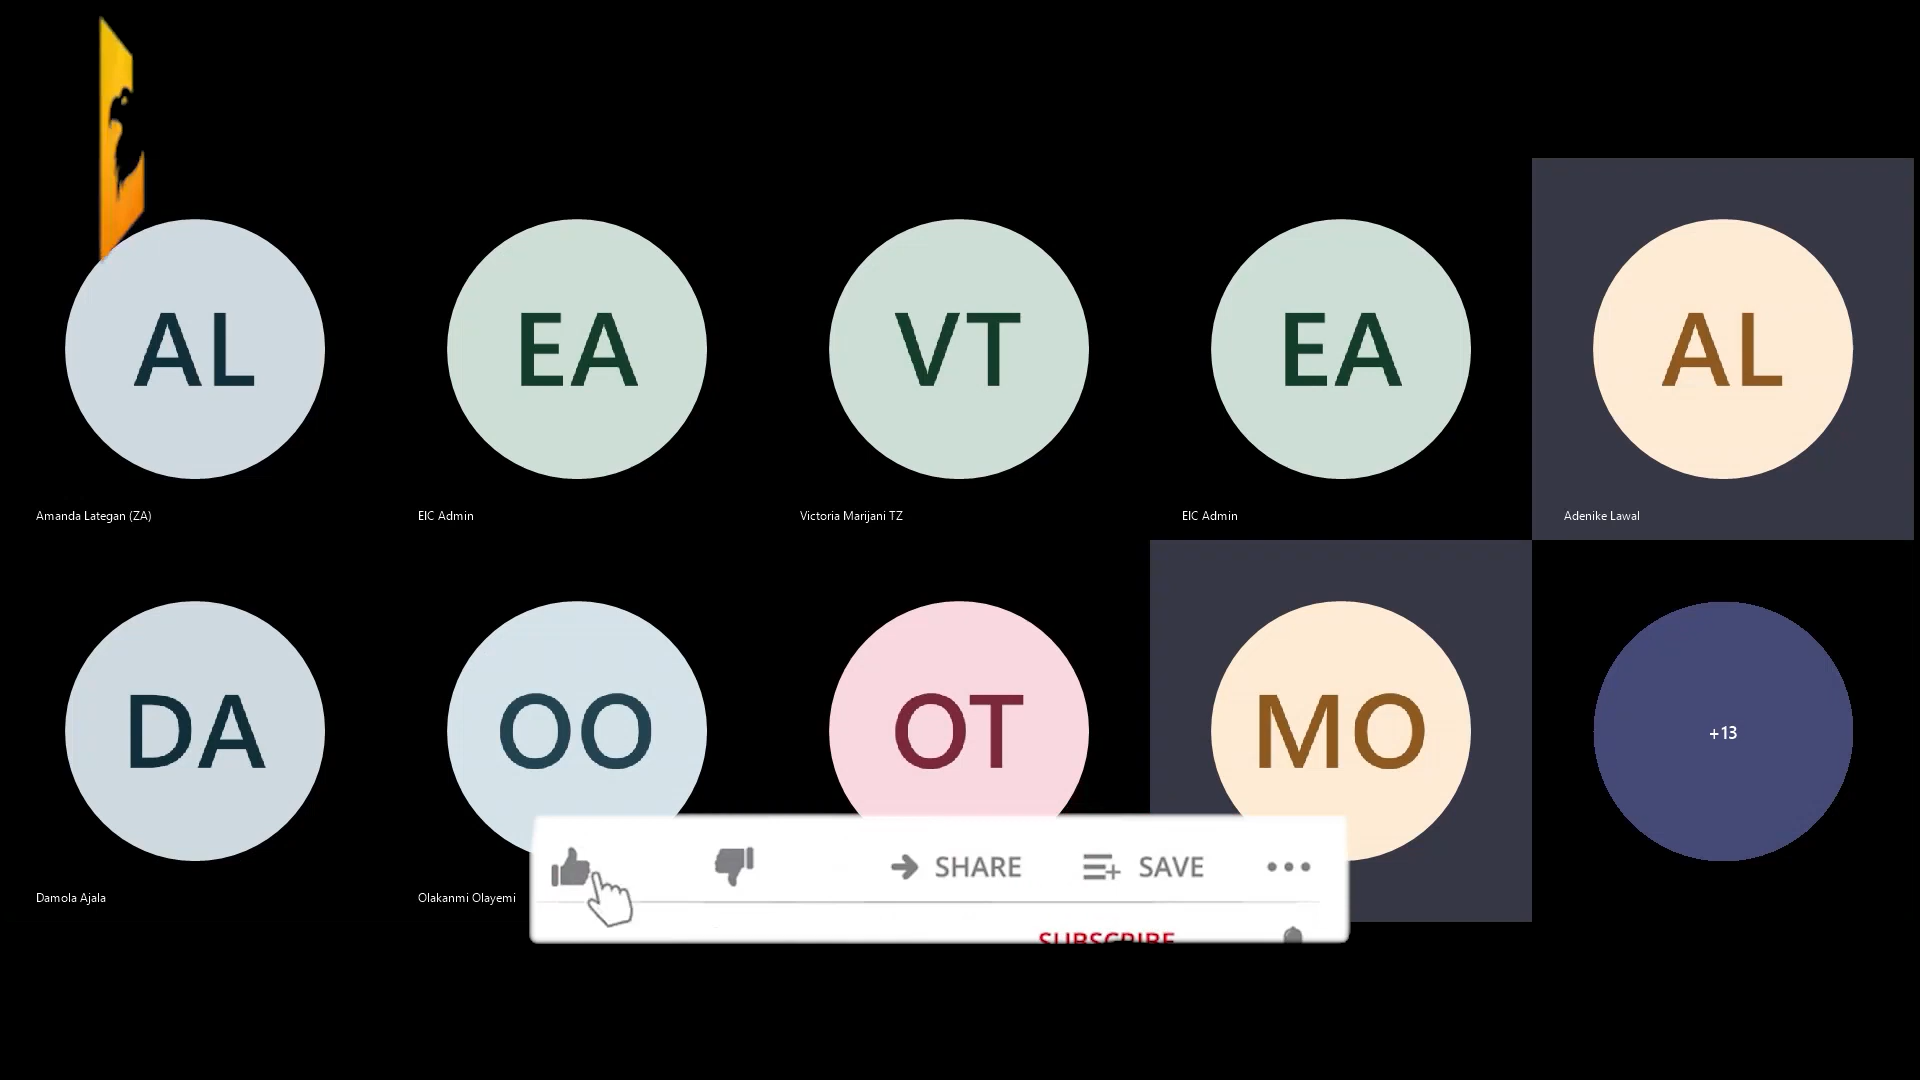 AL
EA
VT
EA
AL
Amanda Lategan (ZA)
EIC Admin
Victoria Marijani TZ
EIC Admin
Adenike Lawal
DA
OO
OT
MO
+13
SHARE
SAVE
Damola Ajala
Olakanmi Olayemi
SUBSCRIBE